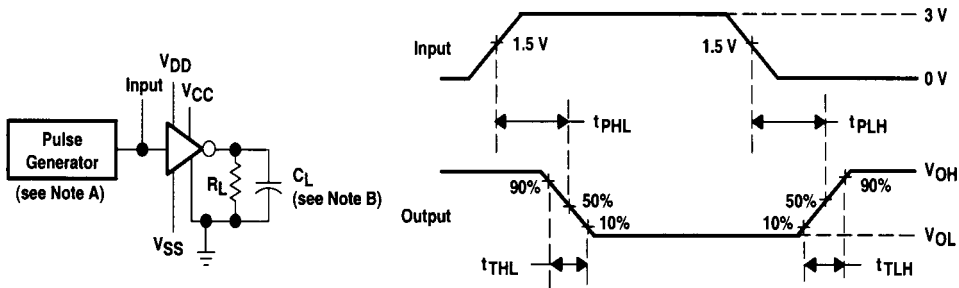 Input
VDD
VCC
Pulse
Generator
(see Note A)
RL
CL
(see Note B)
VSS
3 V
Input
1.5 V
1.5 V
0 V
tPHL
tPLH
VOH
90%
50%
10%
Output
50%
90%
10%
VOL
tTHL
tTLH